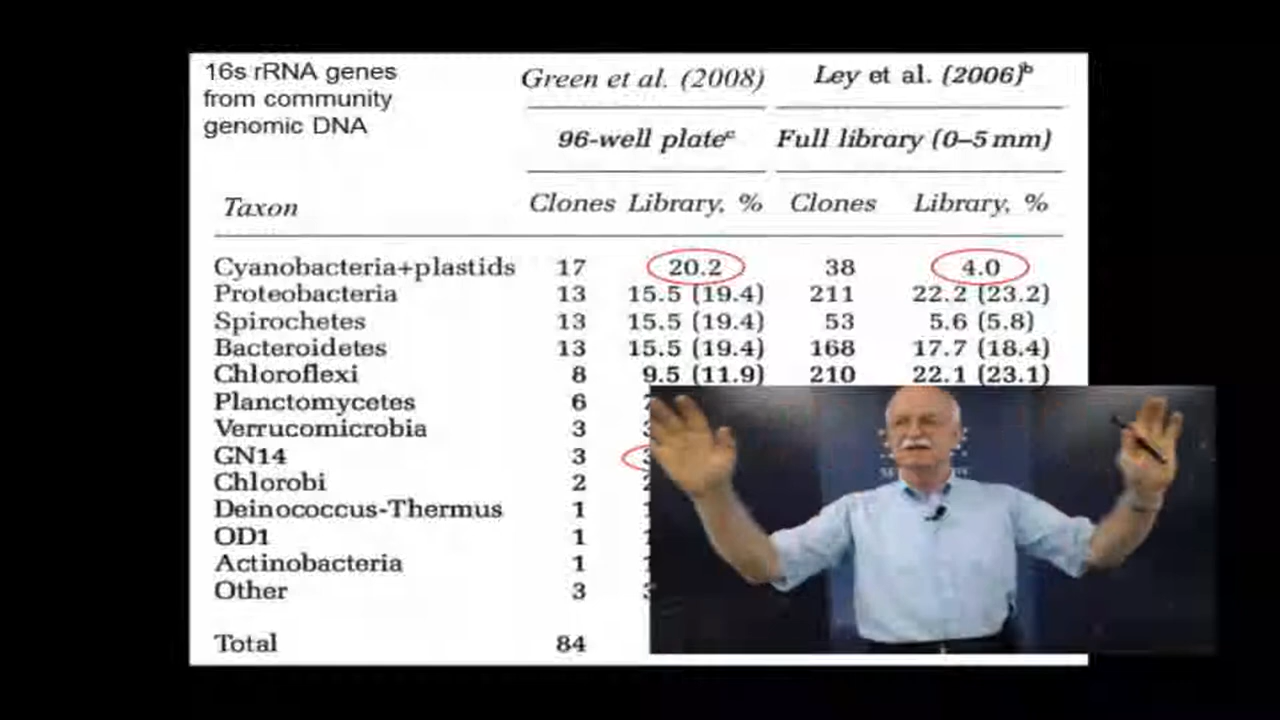 16s rRNA genes
from community
genomic DNA
Green et al. (2008) Ley et al. (2006)b
96-well platec Full library (0–5 mm)
Taxon Clones Library, % Clones Library, %
Cyanobacteria+plastids 17 20.2 38 4.0
Proteobacteria 13 15.5 (19.4) 211 22.2 (23.2)
Spirochetes 13 15.5 (19.4) 53 5.6 (5.8)
Bacteroidetes 13 15.5 (19.4) 168 17.7 (18.4)
Chloroflexi 8 9.5 (11.9) 210 22.1 (23.1)
Planctomycetes 6
Verrucomicrobia 3
GN14 3
Chlorobi 2
Deinococcus-Thermus 1
OD1 1
Actinobacteria 1
Other 3
Total 84